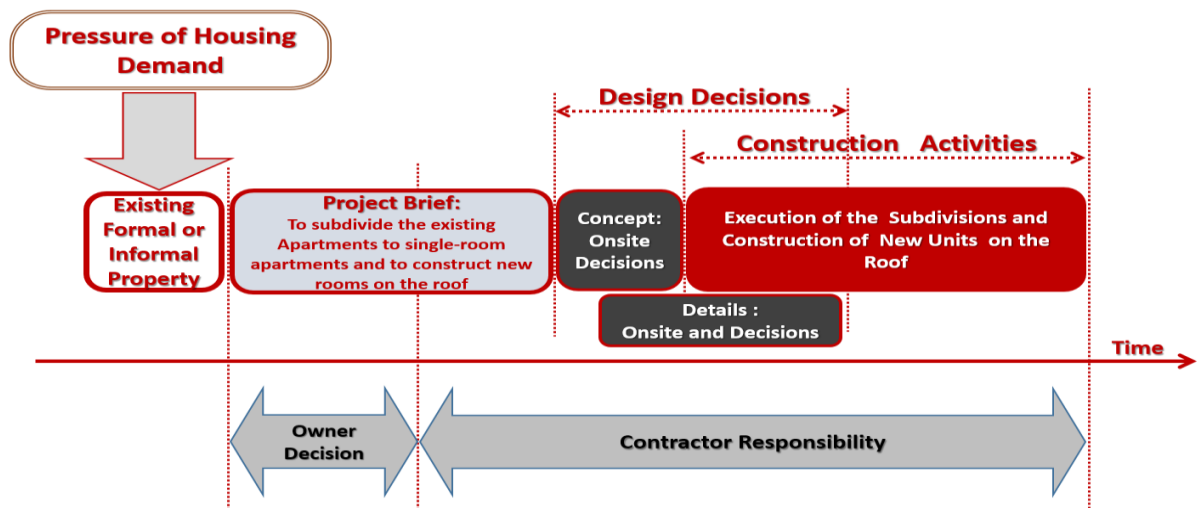 Pressure of Housing
Demand
Design Decisions
Construction Activities
Existing
Formal or
Informal
Property
Project Brief:
To subdivide the existing
Apartments to single-room
apartments and to construct new
rooms on the roof
Concept:
Onsite
Decisions
Execution of the Subdivisions and
Construction of New Units on the
Roof
Details :
Onsite and Decisions
Time
Owner
Decision
Contractor Responsibility